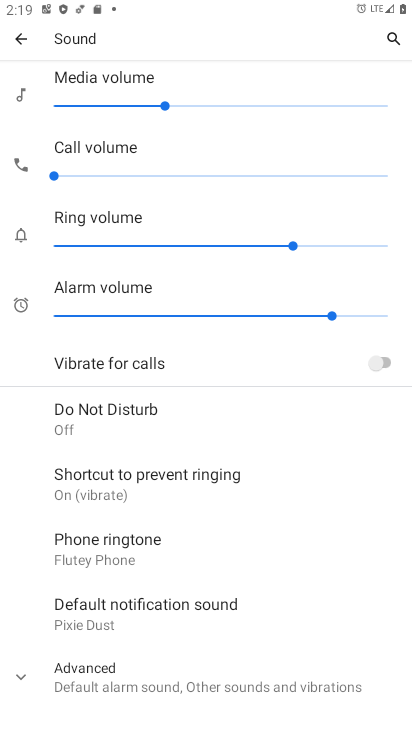 2:19
LTE
Sound
Media volume
Call volume
Ring volume
Alarm volume
Vibrate for calls
Do Not Disturb
Off
Shortcut to prevent ringing
On (vibrate)
Phone ringtone
Flutey Phone
Default notification sound
Pixie Dust
Advanced
Default alarm sound, Other sounds and vibrations